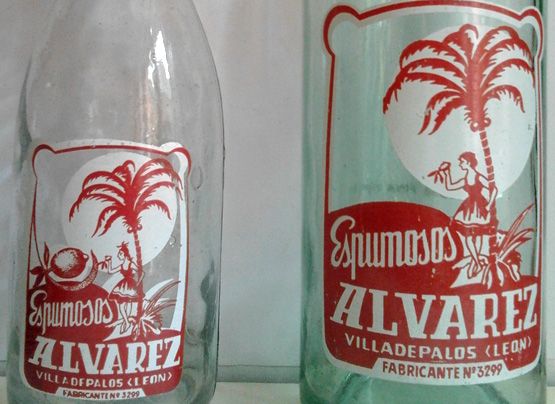 Espumosos
ALVAREZ
VILLADEPALOS (LEON)
FABRICANTE Nº 3299
Espumosos
ALVAREZ
VILLADEPALOS (LEON)
FABRICANTE Nº 3299